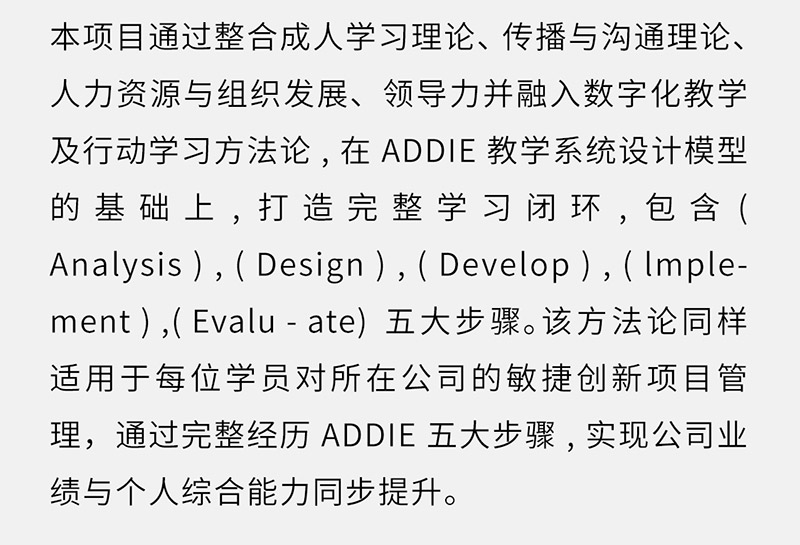 本项目通过整合成人学习理论、传播与沟通理论、
人力资源与组织发展、领导力并融入数字化教学
及行动学习方法论 , 在 ADDIE 教学系统设计模型
的基础上 , 打造完整学习闭环 , 包含 (
Analysis ) , ( Design ) , ( Develop ) , ( lmple-
ment ) ,( Evalu - ate) 五大步骤。该方法论同样
适用于每位学员对所在公司的敏捷创新项目管
理，通过完整经历 ADDIE 五大步骤 , 实现公司业
绩与个人综合能力同步提升。